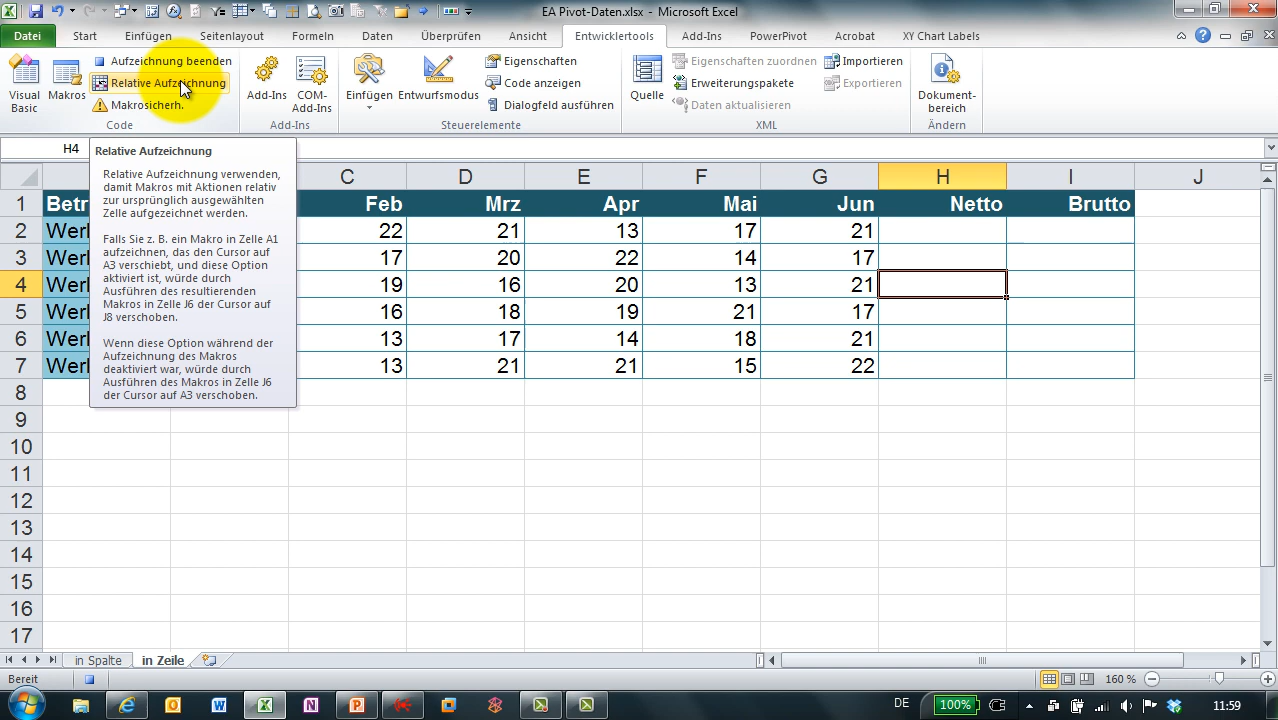 EA Pivot-Daten.xlsx - Microsoft Excel
Datei Start Einfügen Seitenlayout Formeln Daten Überprüfen Ansicht Entwicklertools Add-Ins PowerPivot Acrobat XY Chart Labels
Visual Basic
Makros
Aufzeichnung beenden
Relative Aufzeichnung
Makrosicherh.
Code
Add-Ins
COM-Add-Ins
Add-Ins
Einfügen
Entwurfsmodus
Eigenschaften
Code anzeigen
Dialogfeld ausführen
Steuerelemente
Quelle
Eigenschaften zuordnen
Erweiterungspakete
Daten aktualisieren
Importieren
Exportieren
XML
Dokument-
bereich
Ändern
H4
Relative Aufzeichnung
Relative Aufzeichnung verwenden,
damit Makros mit Aktionen relativ
zur ursprünglich ausgewählten
Zelle aufgezeichnet werden.
Falls Sie z. B. ein Makro in Zelle A1
aufzeichnen, das den Cursor auf
A3 verschiebt, und diese Option
aktiviert ist, würde durch
Ausführen des resultierenden
Makros in Zelle J6 der Cursor auf
J8 verschoben.
Wenn diese Option während der
Aufzeichnung des Makros
deaktiviert war, würde durch
Ausführen des Makros in Zelle J6
der Cursor auf A3 verschoben.
C D E F G H I J
1 Betr Feb Mrz Apr Mai Jun Netto Brutto
2 Werk 22 21 13 17 21
3 Werk 17 20 22 14 17
4 Werk 19 16 20 13 21
5 Werk 16 18 19 21 17
6 Werk 13 17 14 18 21
7 Werk 13 21 21 15 22
8
9
10
11
12
13
14
15
16
17
in Spalte in Zeile
Bereit 160 %
DE 100% 11:59